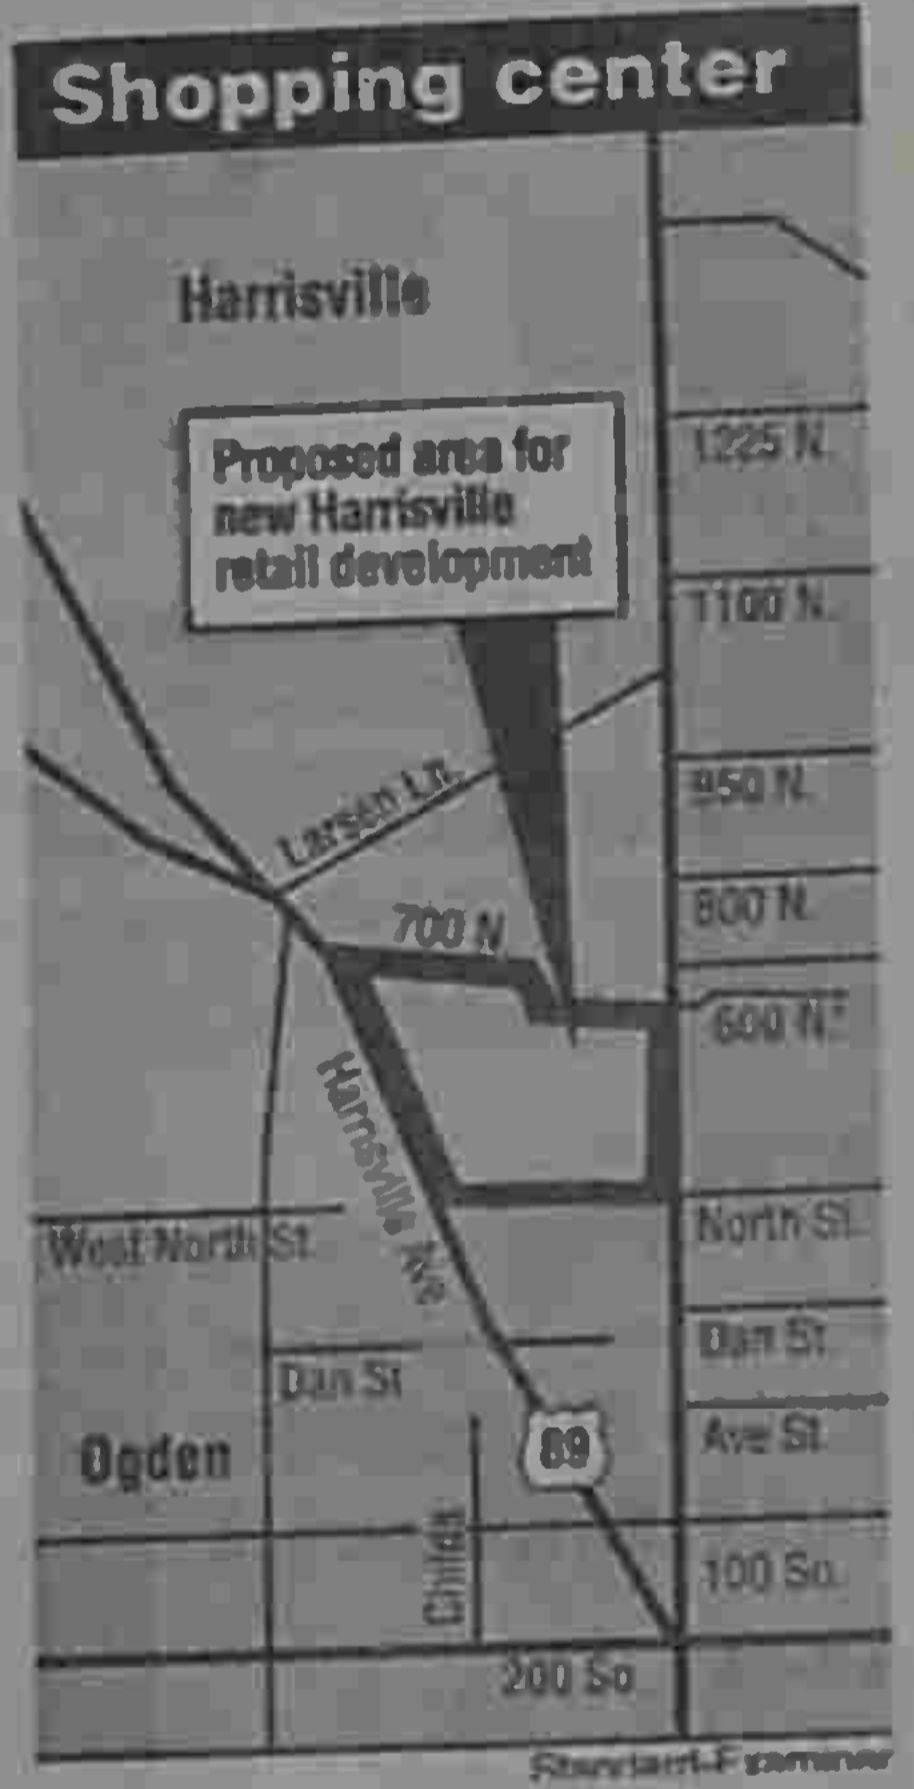 Shopping center
Harrisville
Proposed area for
new Harrisville
retail development
1225 N.
1100 N.
Larsen Ln.
950 N.
800 N.
700 N
600 N.
Harrisville Ave
West North St.
North St.
Dan St
Dan St
Ogden
89
Ave St.
Childs
100 So.
200 So
Standard-Examiner